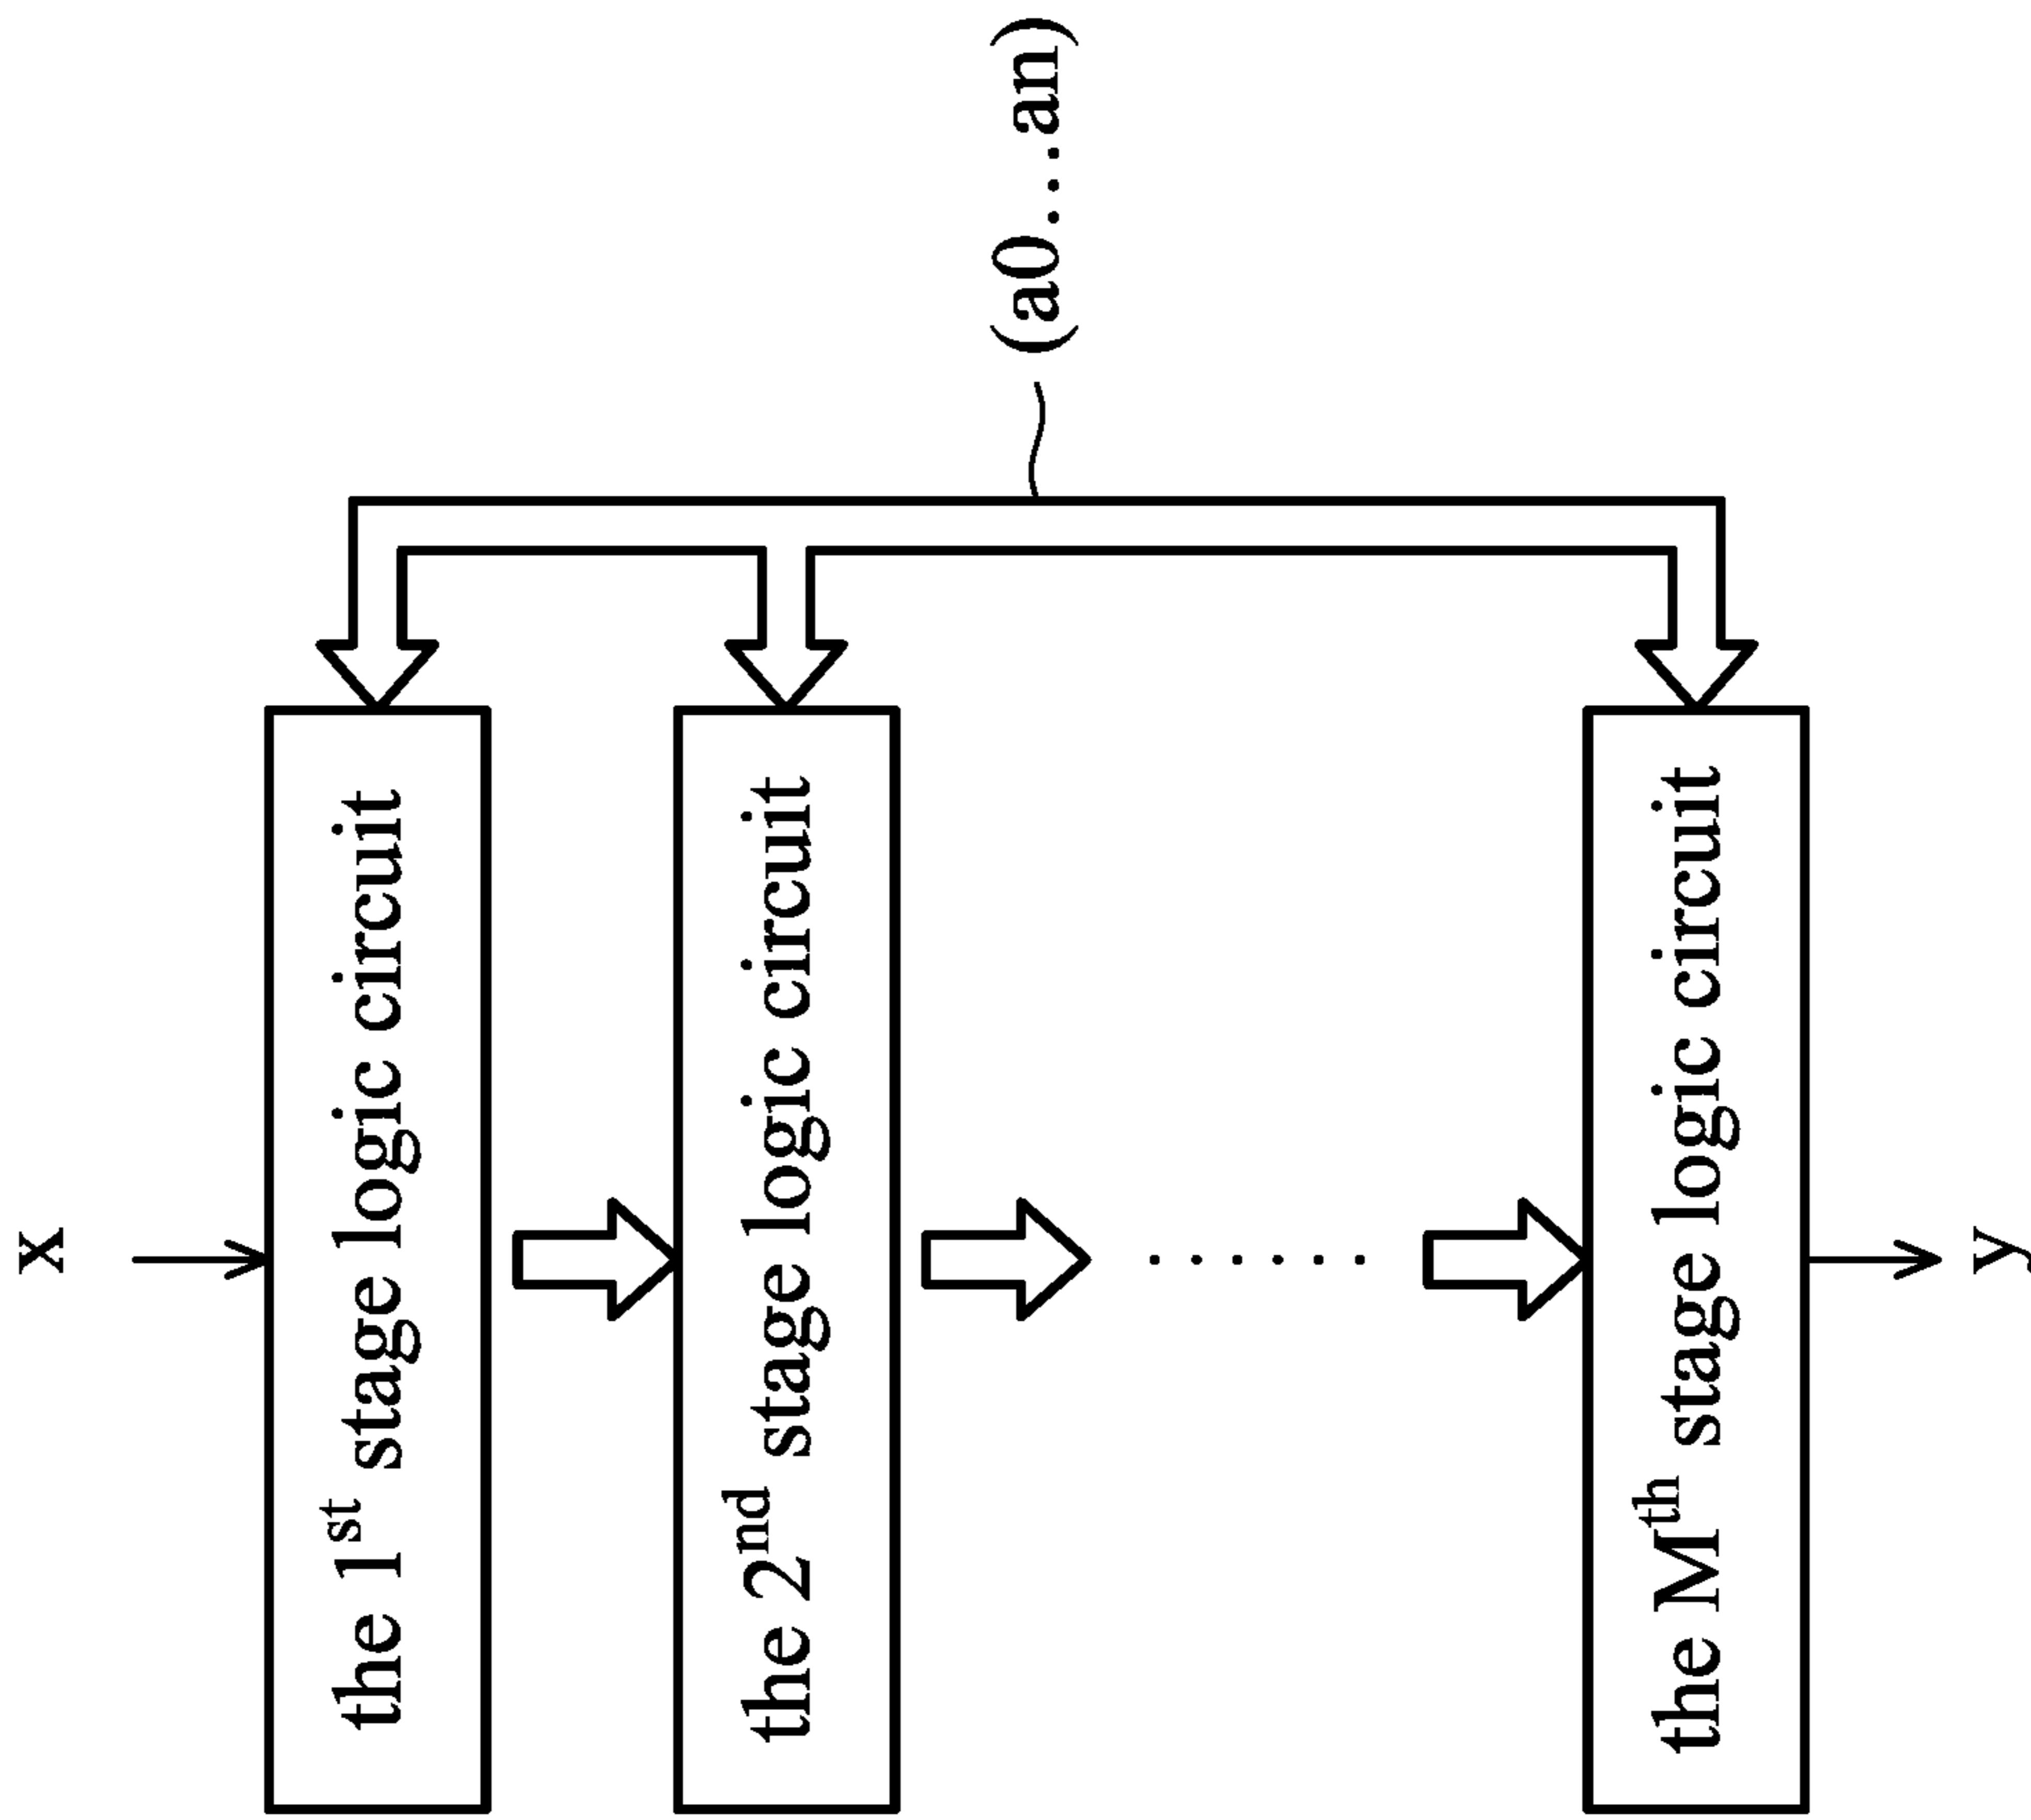 x
the 1st stage logic circuit
the 2nd stage logic circuit
......
the Mth stage logic circuit
y
(a0...an)